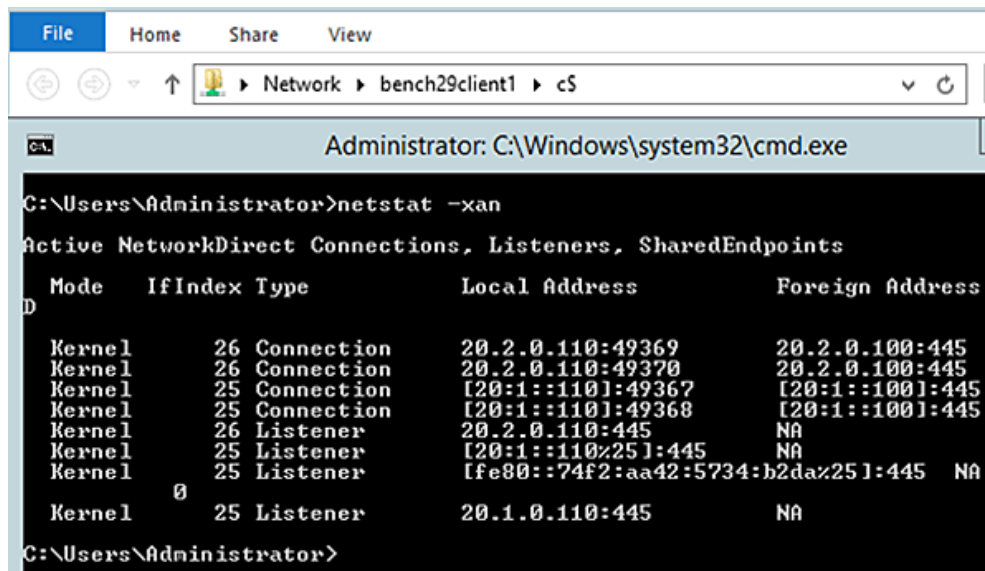 File Home Share View
Network bench29client1 c$
Administrator: C:\Windows\system32\cmd.exe
C:\Users\Administrator>netstat -xan
Active NetworkDirect Connections, Listeners, SharedEndpoints
Mode IfIndex Type Local Address Foreign Address
D
Kernel 26 Connection 20.2.0.110:49369 20.2.0.100:445
Kernel 26 Connection 20.2.0.110:49370 20.2.0.100:445
Kernel 25 Connection [20:1::110]:49367 [20:1::100]:445
Kernel 25 Connection [20:1::110]:49368 [20:1::100]:445
Kernel 26 Listener 20.2.0.110:445 NA
Kernel 25 Listener [20:1::110%25]:445 NA
Kernel 25 Listener [fe80::74f2:aa42:5734:b2da%25]:445 NA
0
Kernel 25 Listener 20.1.0.110:445 NA
C:\Users\Administrator>